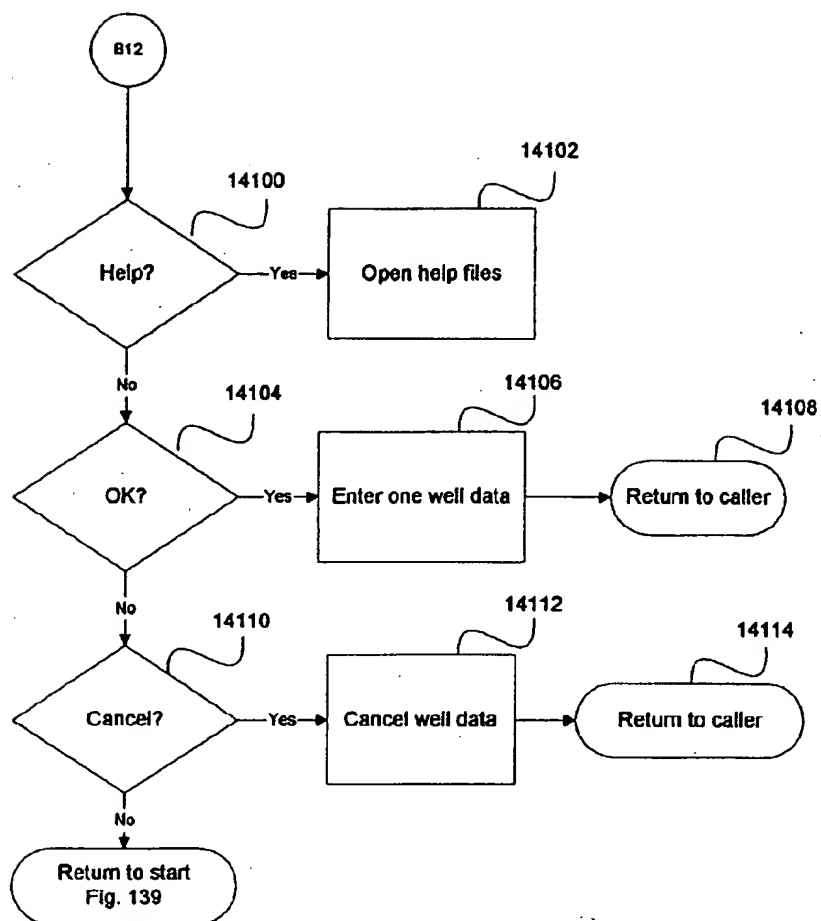 B12
14100
14102
Help?
Yes
Open help files
No
14104
14106
14108
OK?
Yes
Enter one well data
Return to caller
No
14110
14112
14114
Cancel?
Yes
Cancel well data
Return to caller
No
Return to start
Fig. 139